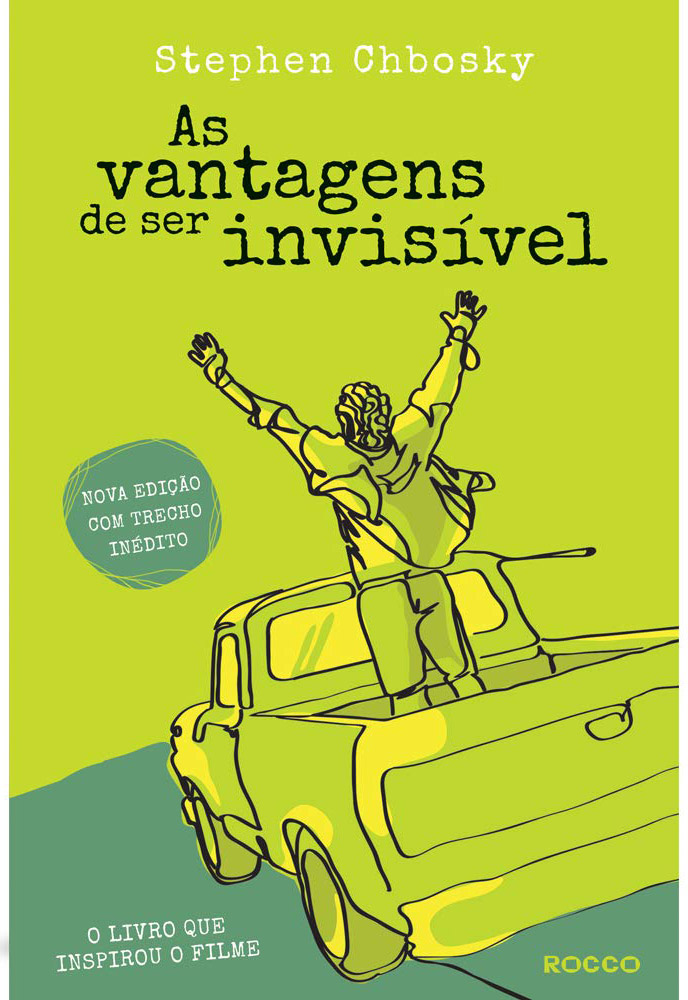 Stephen Chbosky
As
vantagens
de ser invisível
NOVA EDIÇÃO
COM TRECHO
INÉDITO
O LIVRO QUE
INSPIROU O FILME
ROCCO